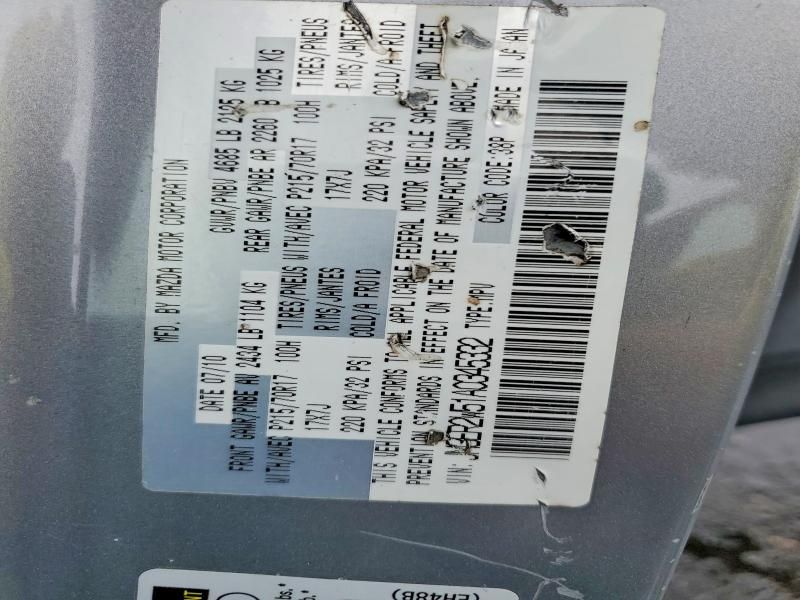 MFD. BY MAZDA MOTOR CORPORATION
DATE 07/10 GVWR/PNBV 4685 LB 2125 KG
FRONT GAWR/PNBE AV 2434 LB 1104 KG REAR GAWR/PNBE AR 2260 LB 1025 KG
WITH/AVEC P215/70R17 100H TIRES/PNEUS WITH/AVEC P215/70R17 100H TIRES/PNEUS
17X7J RIMS/JANTES 17X7J RIMS/JANTES
220 KPA/32 PSI COLD/A FROID 220 KPA/32 PSI COLD/A FROID
THIS VEHICLE CONFORMS TO ALL APPLICABLE FEDERAL MOTOR VEHICLE SAFETY AND THEFT
PREVENTION STANDARDS IN EFFECT ON THE DATE OF MANUFACTURE SHOWN ABOVE.
VIN: JM3ER2W51A0345332 TYPE:MPV
COLOR CODE:38P MADE IN JAPAN
(EH48B)